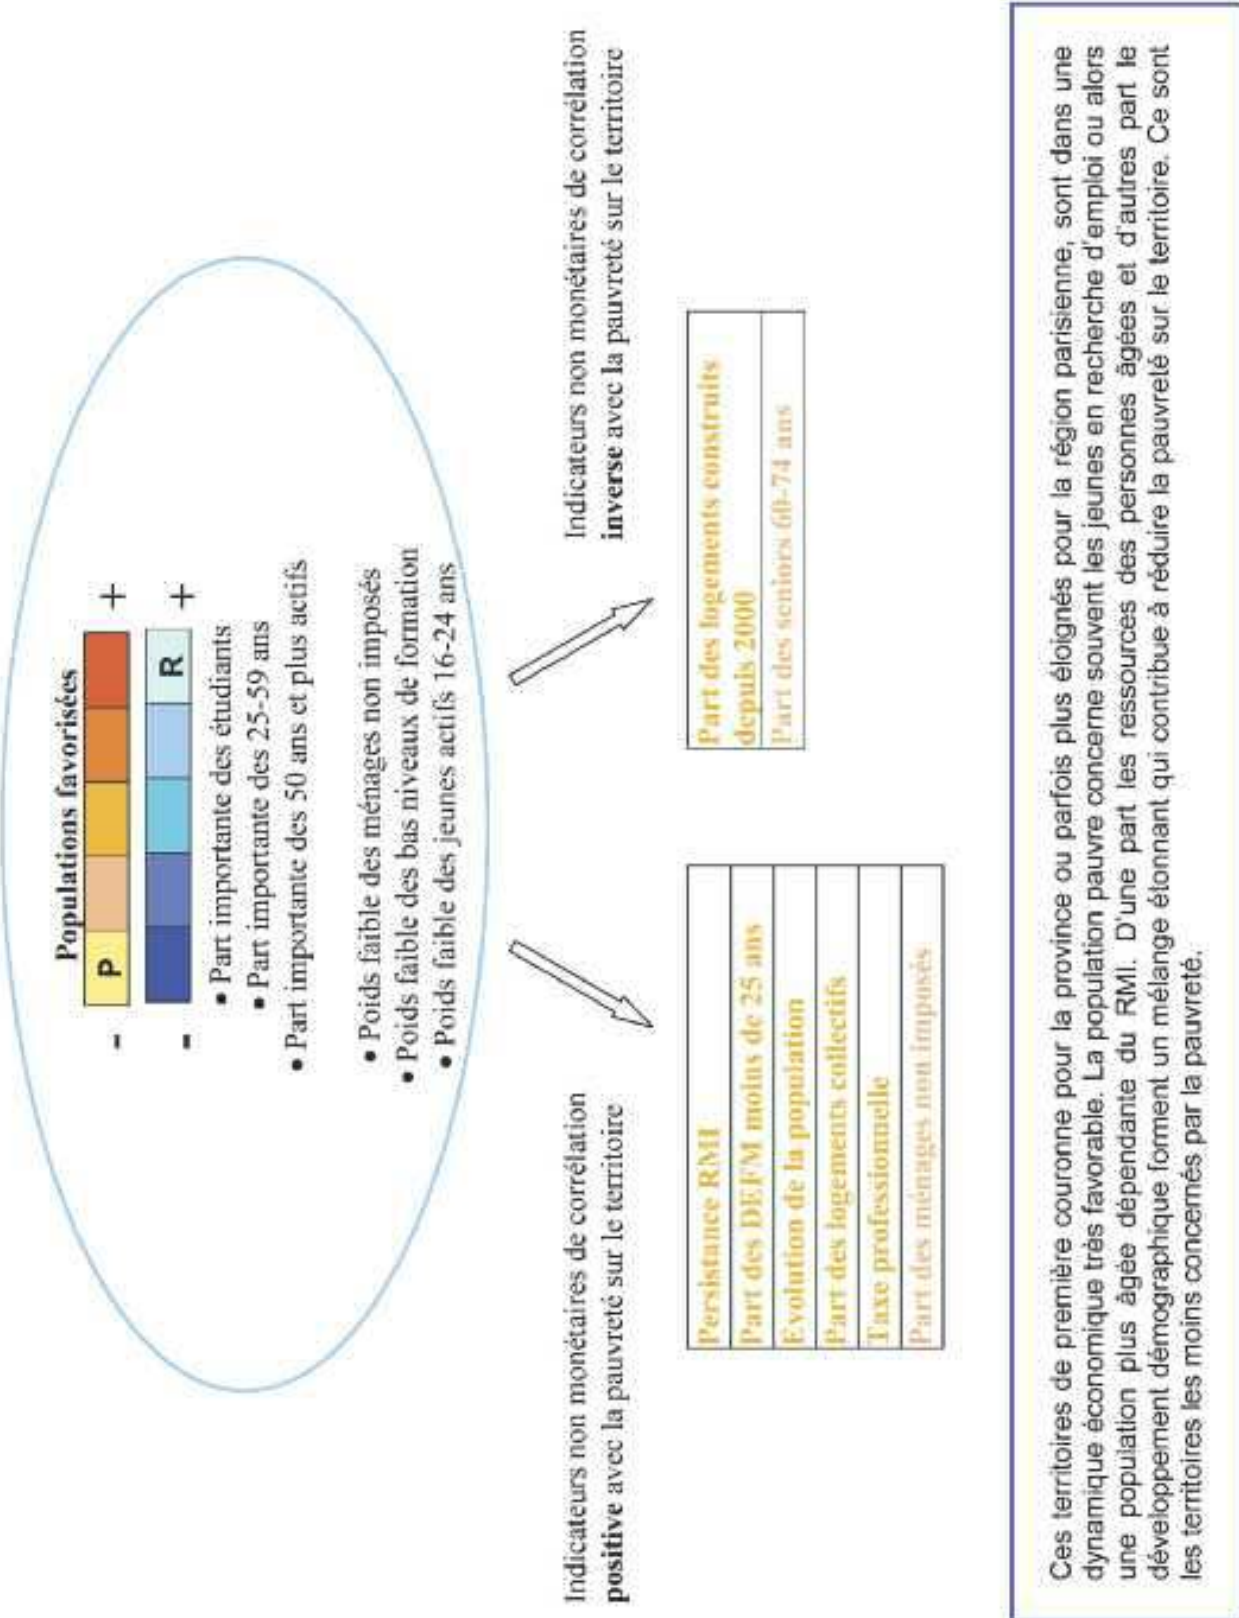 Populations favorisées
- P +
- R +
• Part importante des étudiants
• Part importante des 25-59 ans
• Part importante des 50 ans et plus actifs
• Poids faible des ménages non imposés
• Poids faible des bas niveaux de formation
• Poids faible des jeunes actifs 16-24 ans
Indicateurs non monétaires de corrélation
positive avec la pauvreté sur le territoire
Indicateurs non monétaires de corrélation
inverse avec la pauvreté sur le territoire
Persistance RMI
Part des DEFM moins de 25 ans
Evolution de la population
Part des logements collectifs
Taxe professionnelle
Part des ménages non imposés
Part des logements construits
depuis 2000
Part des seniors 60-74 ans
Ces territoires de première couronne pour la province ou parfois plus éloignés pour la région parisienne, sont dans une
dynamique économique très favorable. La population pauvre concerne souvent les jeunes en recherche d'emploi ou alors
une population plus âgée dépendante du RMI. D'une part les ressources des personnes âgées et d'autres part le
développement démographique forment un mélange étonnant qui contribue à réduire la pauvreté sur le territoire. Ce sont
les territoires les moins concernés par la pauvreté.